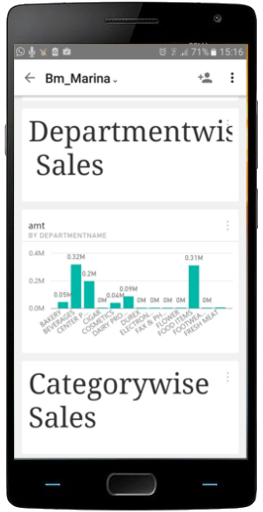 71% 15:16
Bm_Marina
Departmentwis
Sales
amt
BY DEPARTMENTNAME
0.4M
0.2M
0.0M
0.05M 0.32M 0.2M 0M 0.04M 0.09M 0M 0M 0M 0M 0.31M 0M
BAKERY BEVERAGES CENTER P... CIGAR COSMETICS DAIRY PRO... DUREX ELECTRON... FAX & PH... FLOWER FOOD ITEMS FOOTWEA... FRESH MEAT
Categorywise
Sales